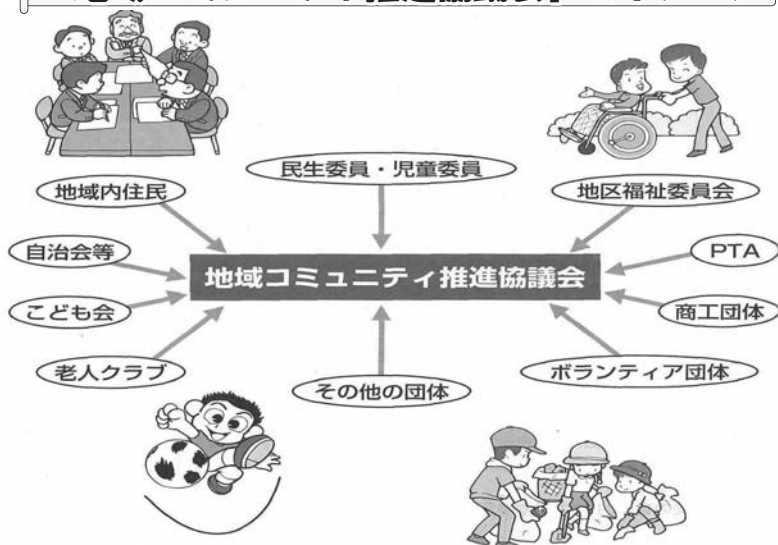 民生委員・児童委員
地域内住民
地区福祉委員会
自治会等
PTA
地域コミュニティ推進協議会
こども会
商工団体
老人クラブ
その他の団体
ボランティア団体